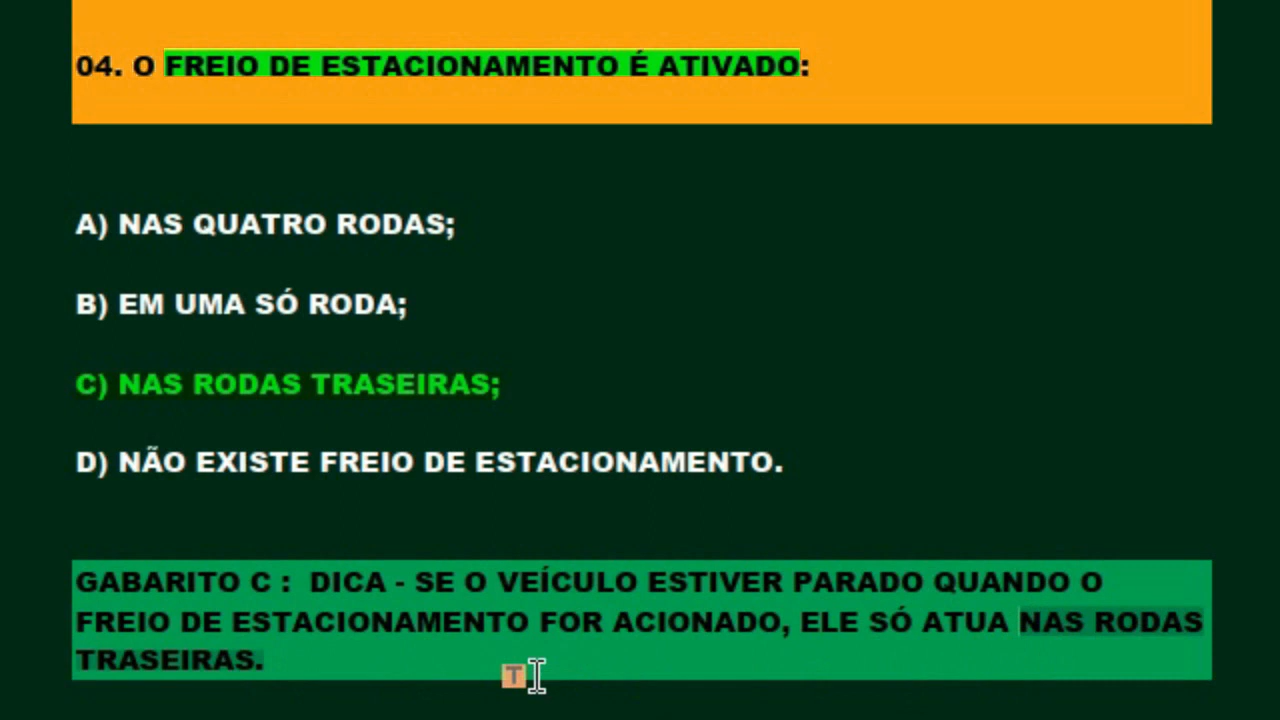 04. O FREIO DE ESTACIONAMENTO É ATIVADO:
A) NAS QUATRO RODAS;
B) EM UMA SÓ RODA;
C) NAS RODAS TRASEIRAS;
D) NÃO EXISTE FREIO DE ESTACIONAMENTO.
GABARITO C : DICA - SE O VEÍCULO ESTIVER PARADO QUANDO O
FREIO DE ESTACIONAMENTO FOR ACIONADO, ELE SÓ ATUA NAS RODAS
TRASEIRAS.
T